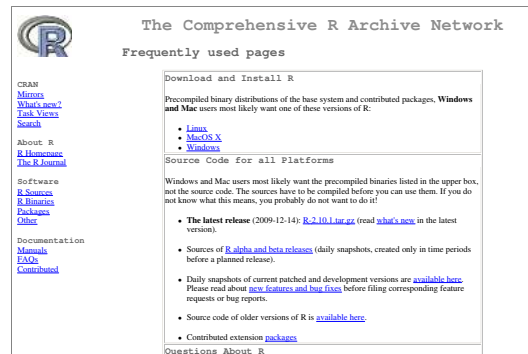 The Comprehensive R Archive Network
Frequently used pages
CRAN
Mirrors
What's new?
Task Views
Search
About R
R Homepage
The R Journal
Software
R Sources
R Binaries
Packages
Other
Documentation
Manuals
FAQs
Contributed
Download and Install R
Precompiled binary distributions of the base system and contributed packages, Windows
and Mac users most likely want one of these versions of R:
Linux
MacOS X
Windows
Source Code for all Platforms
Windows and Mac users most likely want the precompiled binaries listed in the upper box,
not the source code. The sources have to be compiled before you can use them. If you do
not know what this means, you probably do not want to do it!
The latest release (2009-12-14): R-2.10.1.tar.gz (read what's new in the latest
version).
Sources of R alpha and beta releases (daily snapshots, created only in time periods
before a planned release).
Daily snapshots of current patched and development versions are available here.
Please read about new features and bug fixes before filing corresponding feature
requests or bug reports.
Source code of older versions of R is available here.
Contributed extension packages
Questions About R